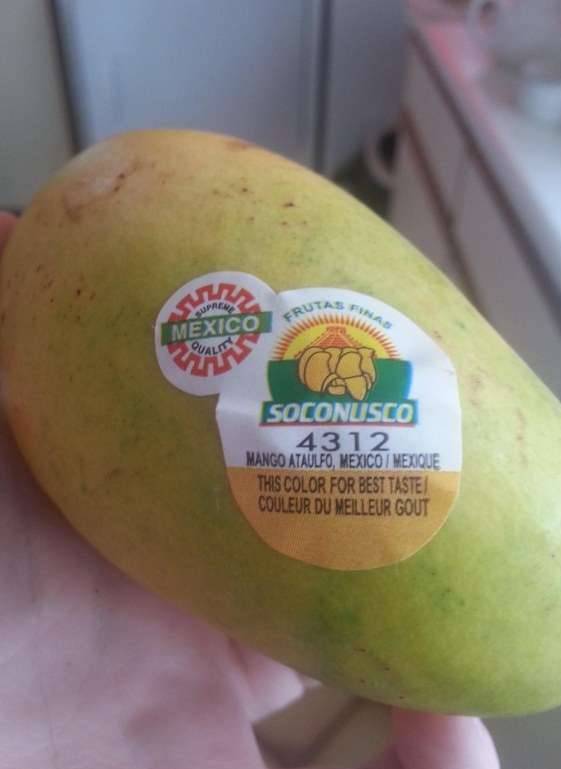 SUPREME
MEXICO
QUALITY
FRUTAS FINAS
SOCONUSCO
4312
MANGO ATAULFO, MEXICO / MEXIQUE
THIS COLOR FOR BEST TASTE /
COULEUR DU MEILLEUR GOUT